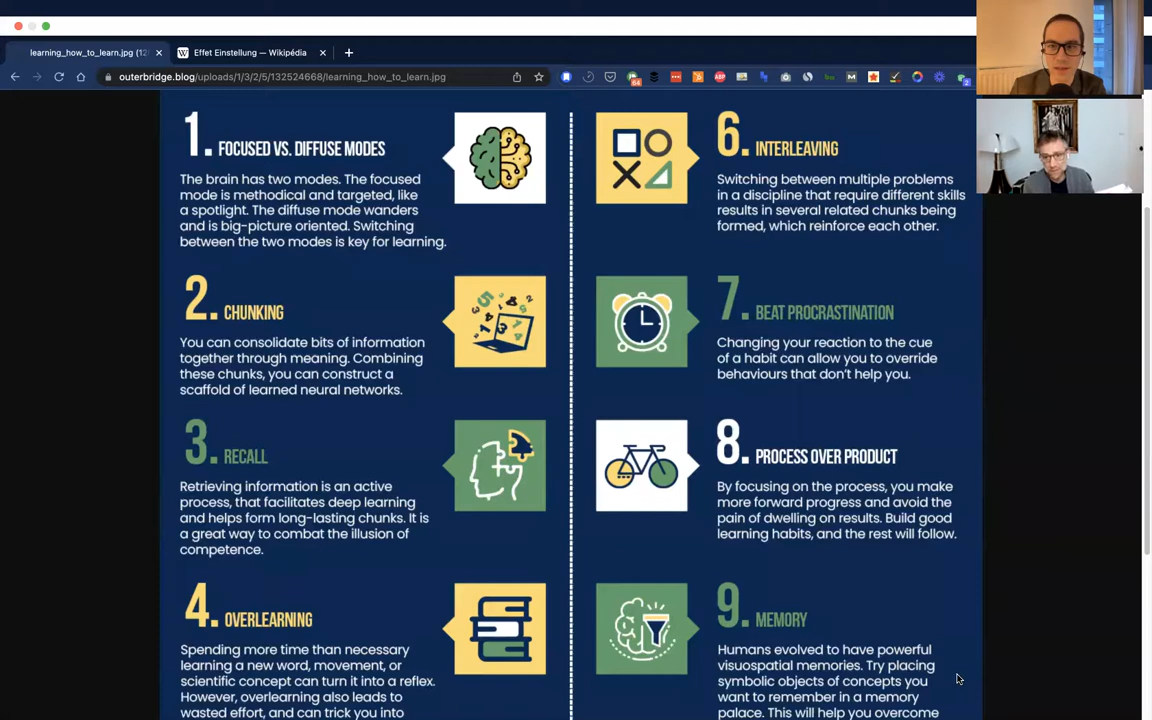 learning_how_to_learn.jpg (12
Effet Einstellung — Wikipédia
outerbridge.blog/uploads/1/3/2/5/132524668/learning_how_to_learn.jpg
1. FOCUSED VS. DIFFUSE MODES
The brain has two modes. The focused
mode is methodical and targeted, like
a spotlight. The diffuse mode wanders
and is big-picture oriented. Switching
between the two modes is key for learning.
2. CHUNKING
You can consolidate bits of information
together through meaning. Combining
these chunks, you can construct a
scaffold of learned neural networks.
3. RECALL
Retrieving information is an active
process, that facilitates deep learning
and helps form long-lasting chunks. It is
a great way to combat the illusion of
competence.
4. OVERLEARNING
Spending more time than necessary
learning a new word, movement, or
scientific concept can turn it into a reflex.
However, overlearning also leads to
wasted effort, and can trick you into
6. INTERLEAVING
Switching between multiple problems
in a discipline that require different skills
results in several related chunks being
formed, which reinforce each other.
7. BEAT PROCRASTINATION
Changing your reaction to the cue
of a habit can allow you to override
behaviours that don't help you.
8. PROCESS OVER PRODUCT
By focusing on the process, you make
more forward progress and avoid the
pain of dwelling on results. Build good
learning habits, and the rest will follow.
9. MEMORY
Humans evolved to have powerful
visuospatial memories. Try placing
symbolic objects of concepts you
want to remember in a memory
palace. This will help you overcome